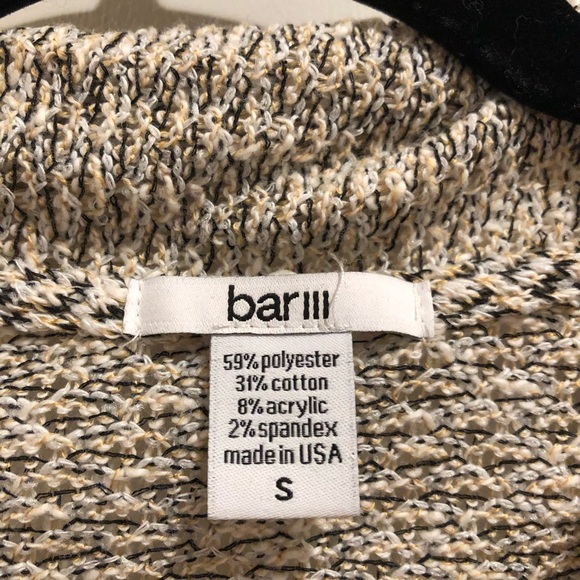 bar III
59% polyester
31% cotton
8% acrylic
2% spandex
made in USA
S